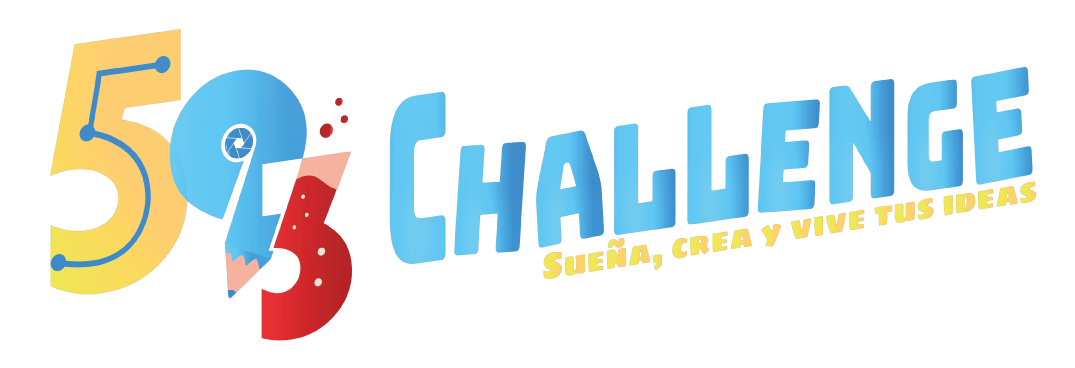 593 CHALLENGE
SUEÑA, CREA Y VIVE TUS IDEAS